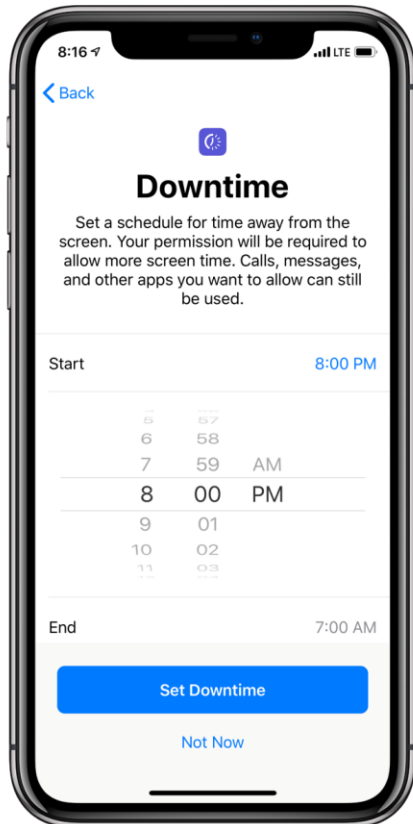 8:16
LTE
Back
Downtime
Set a schedule for time away from the
screen. Your permission will be required to
allow more screen time. Calls, messages,
and other apps you want to allow can still
be used.
Start 8:00 PM
5 57
6 58
7 59 AM
8 00 PM
9 01
10 02
11 03
End 7:00 AM
Set Downtime
Not Now